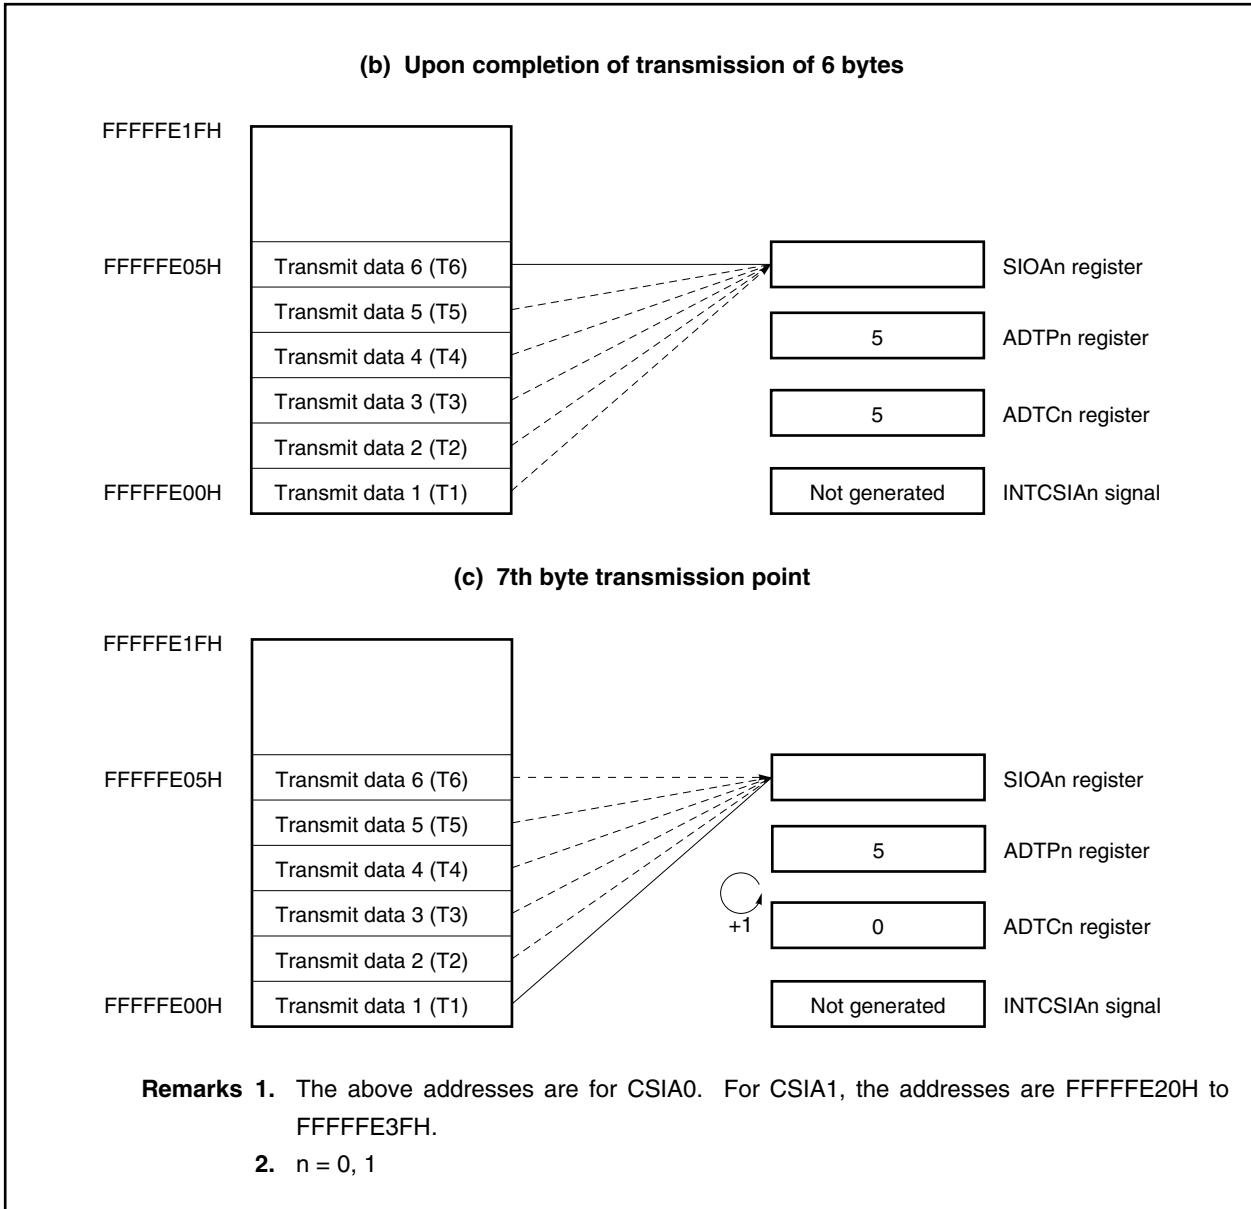 (b) Upon completion of transmission of 6 bytes
FFFFFE1FH
FFFFFE05H
Transmit data 6 (T6)
SIOAn register
Transmit data 5 (T5)
5
ADTPn register
Transmit data 4 (T4)
Transmit data 3 (T3)
5
ADTCn register
Transmit data 2 (T2)
FFFFFE00H
Transmit data 1 (T1)
Not generated
INTCSIAn signal
(c) 7th byte transmission point
FFFFFE1FH
FFFFFE05H
Transmit data 6 (T6)
SIOAn register
Transmit data 5 (T5)
5
ADTPn register
Transmit data 4 (T4)
Transmit data 3 (T3)
+1
0
ADTCn register
Transmit data 2 (T2)
FFFFFE00H
Transmit data 1 (T1)
Not generated
INTCSIAn signal
Remarks 1. The above addresses are for CSIA0. For CSIA1, the addresses are FFFFFE20H to
FFFFFE3FH.
2. n = 0, 1